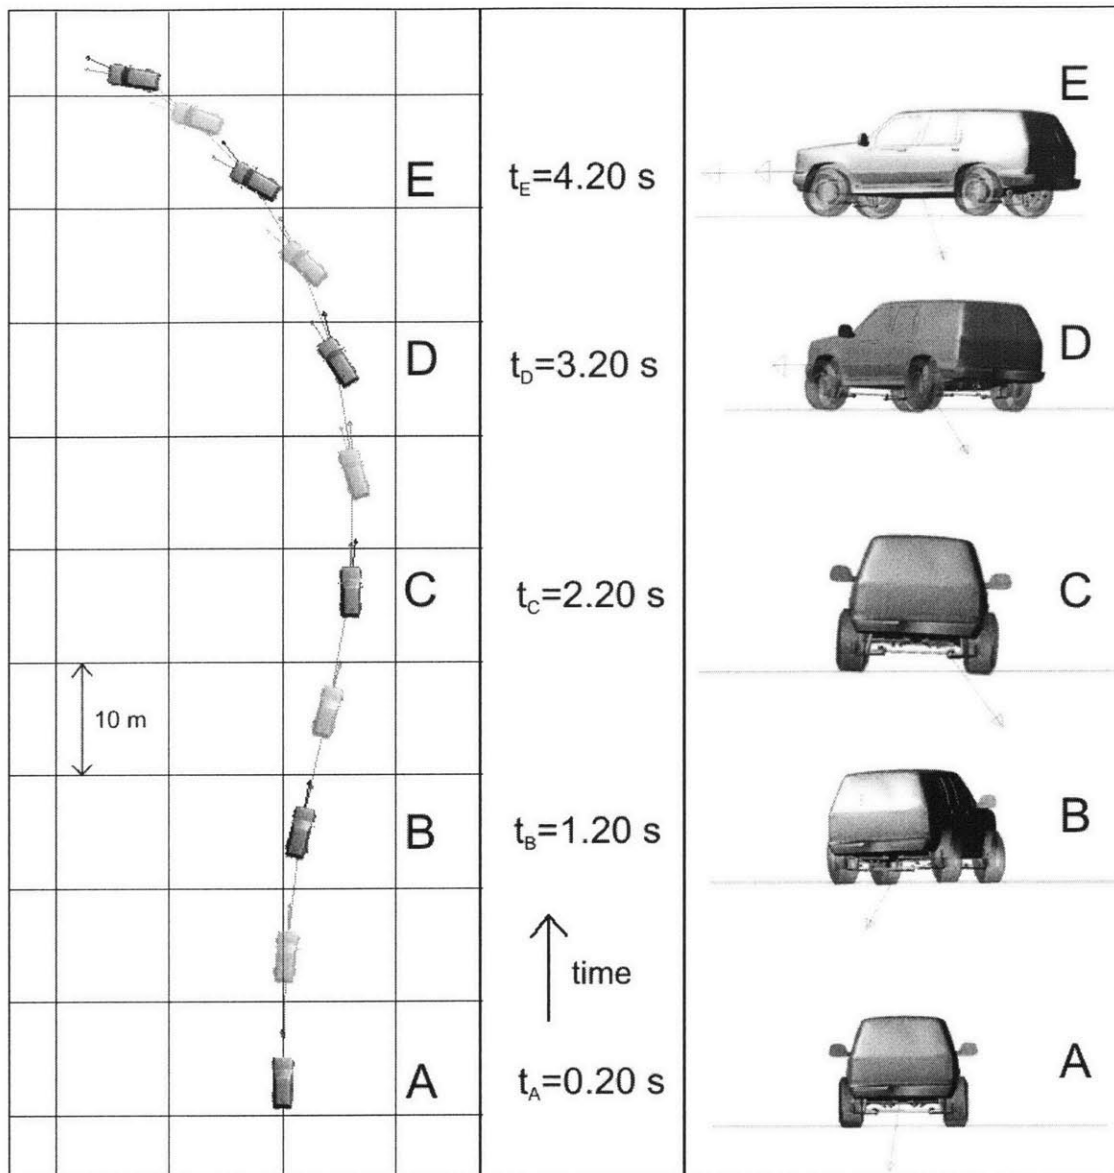 E t_E=4.20 s E
D t_D=3.20 s D
C t_C=2.20 s C
10 m
B t_B=1.20 s B
time
A t_A=0.20 s A